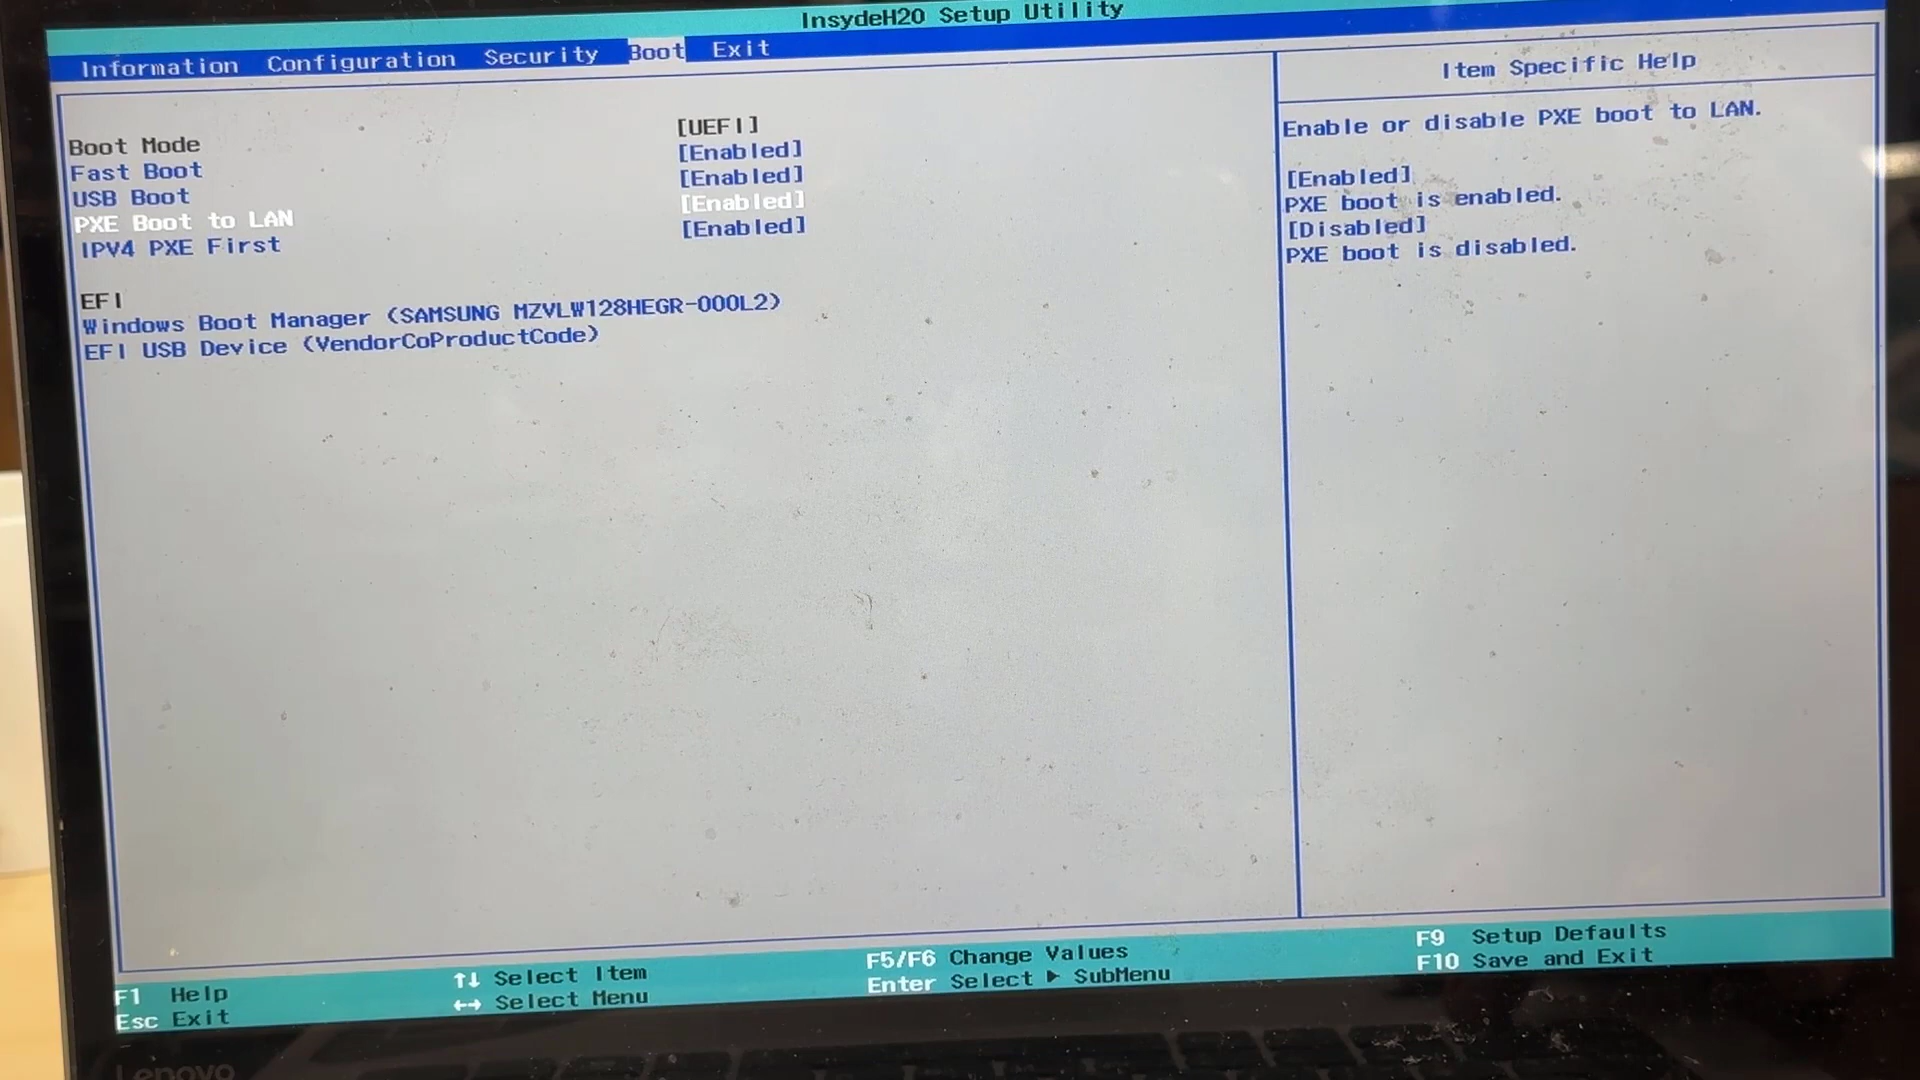 InsydeH20 Setup Utility
Information Configuration Security Boot Exit
Item Specific Help
Boot Mode [UEFI]
Fast Boot [Enabled]
USB Boot [Enabled]
PXE Boot to LAN [Enabled]
IPV4 PXE First [Enabled]
EFI
Windows Boot Manager (SAMSUNG MZVLW128HEGR-000L2)
EFI USB Device (VendorCoProductCode)
Enable or disable PXE boot to LAN.
[Enabled]
PXE boot is enabled.
[Disabled]
PXE boot is disabled.
F1 Help ↑↓ Select Item F5/F6 Change Values F9 Setup Defaults
Esc Exit ←→ Select Menu Enter Select ▶ SubMenu F10 Save and Exit
Lenovo